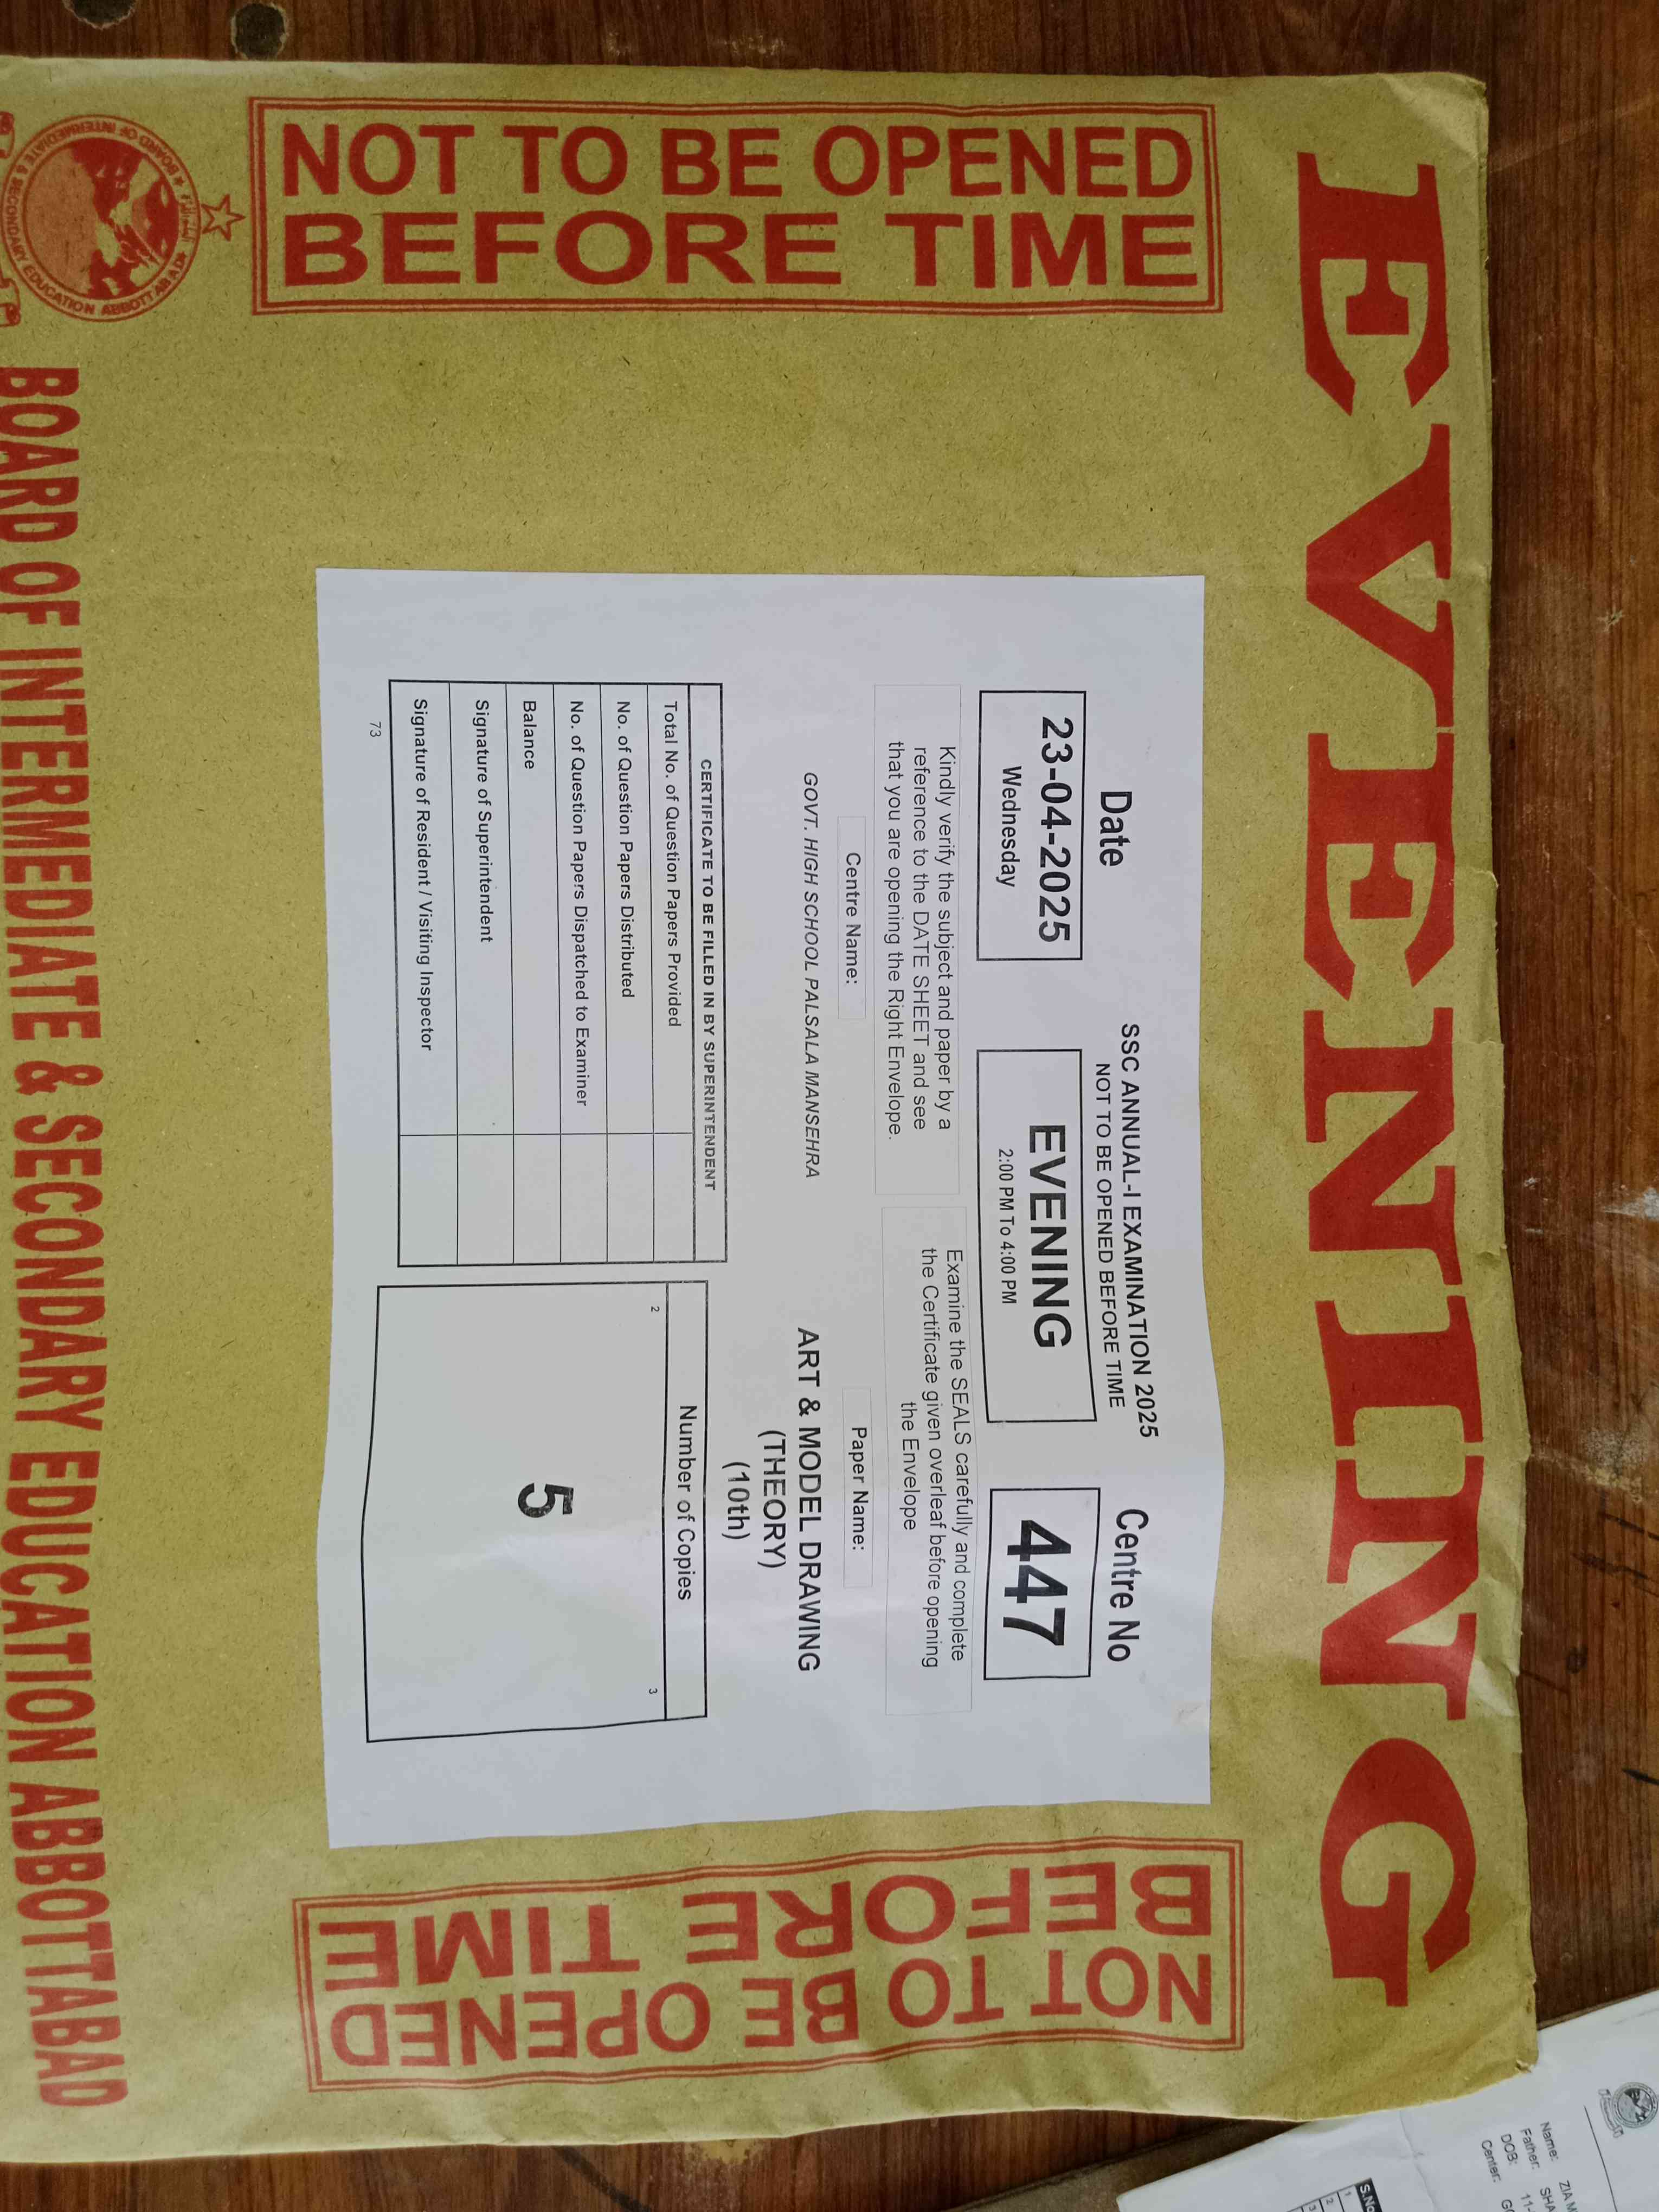 EVENING
NOT TO BE OPENED
BEFORE TIME
SSC ANNUAL-I EXAMINATION 2025
NOT TO BE OPENED BEFORE TIME
Date
23-04-2025
Wednesday
EVENING
2:00 PM To 4:00 PM
Centre No
447
Kindly verify the subject and paper by a
reference to the DATE SHEET and see
that you are opening the Right Envelope.
Examine the SEALS carefully and complete
the Certificate given overleaf before opening
the Envelope
Centre Name:
GOVT. HIGH SCHOOL PALSALA MANSEHRA
Paper Name:
ART & MODEL DRAWING
(THEORY)
(10th)
CERTIFICATE TO BE FILLED IN BY SUPERINTENDENT
Total No. of Question Papers Provided
No. of Question Papers Distributed
No. of Question Papers Dispatched to Examiner
Balance
Signature of Superintendent
Signature of Resident / Visiting Inspector
Number of Copies
2
3
5
73
NOT TO BE OPENED
BEFORE TIME
BOARD OF INTERMEDIATE & SECONDARY EDUCATION ABBOTTABAD
BOARD OF INTERMEDIATE & SECONDARY EDUCATION ABBOTTABAD
Name:
Father:
DOB:
Center:
S.No
1
2
3